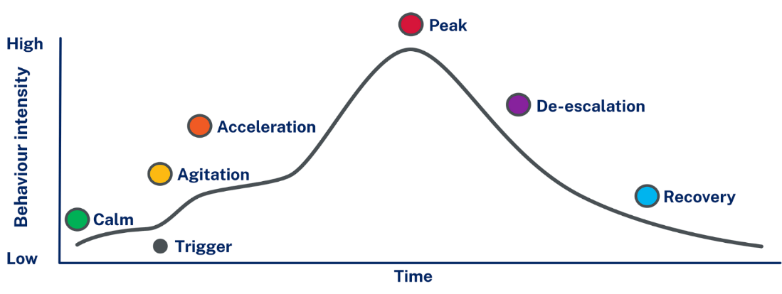 High
Peak
De-escalation
Acceleration
Agitation
Recovery
Calm
Trigger
Low
Behaviour intensity
Time